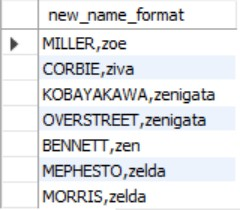 new_name_format
MILLER,zoe
CORBIE,ziva
KOBAYAKAWA,zenigata
OVERSTREET,zenigata
BENNETT,zen
MEPHESTO,zelda
MORRIS,zelda